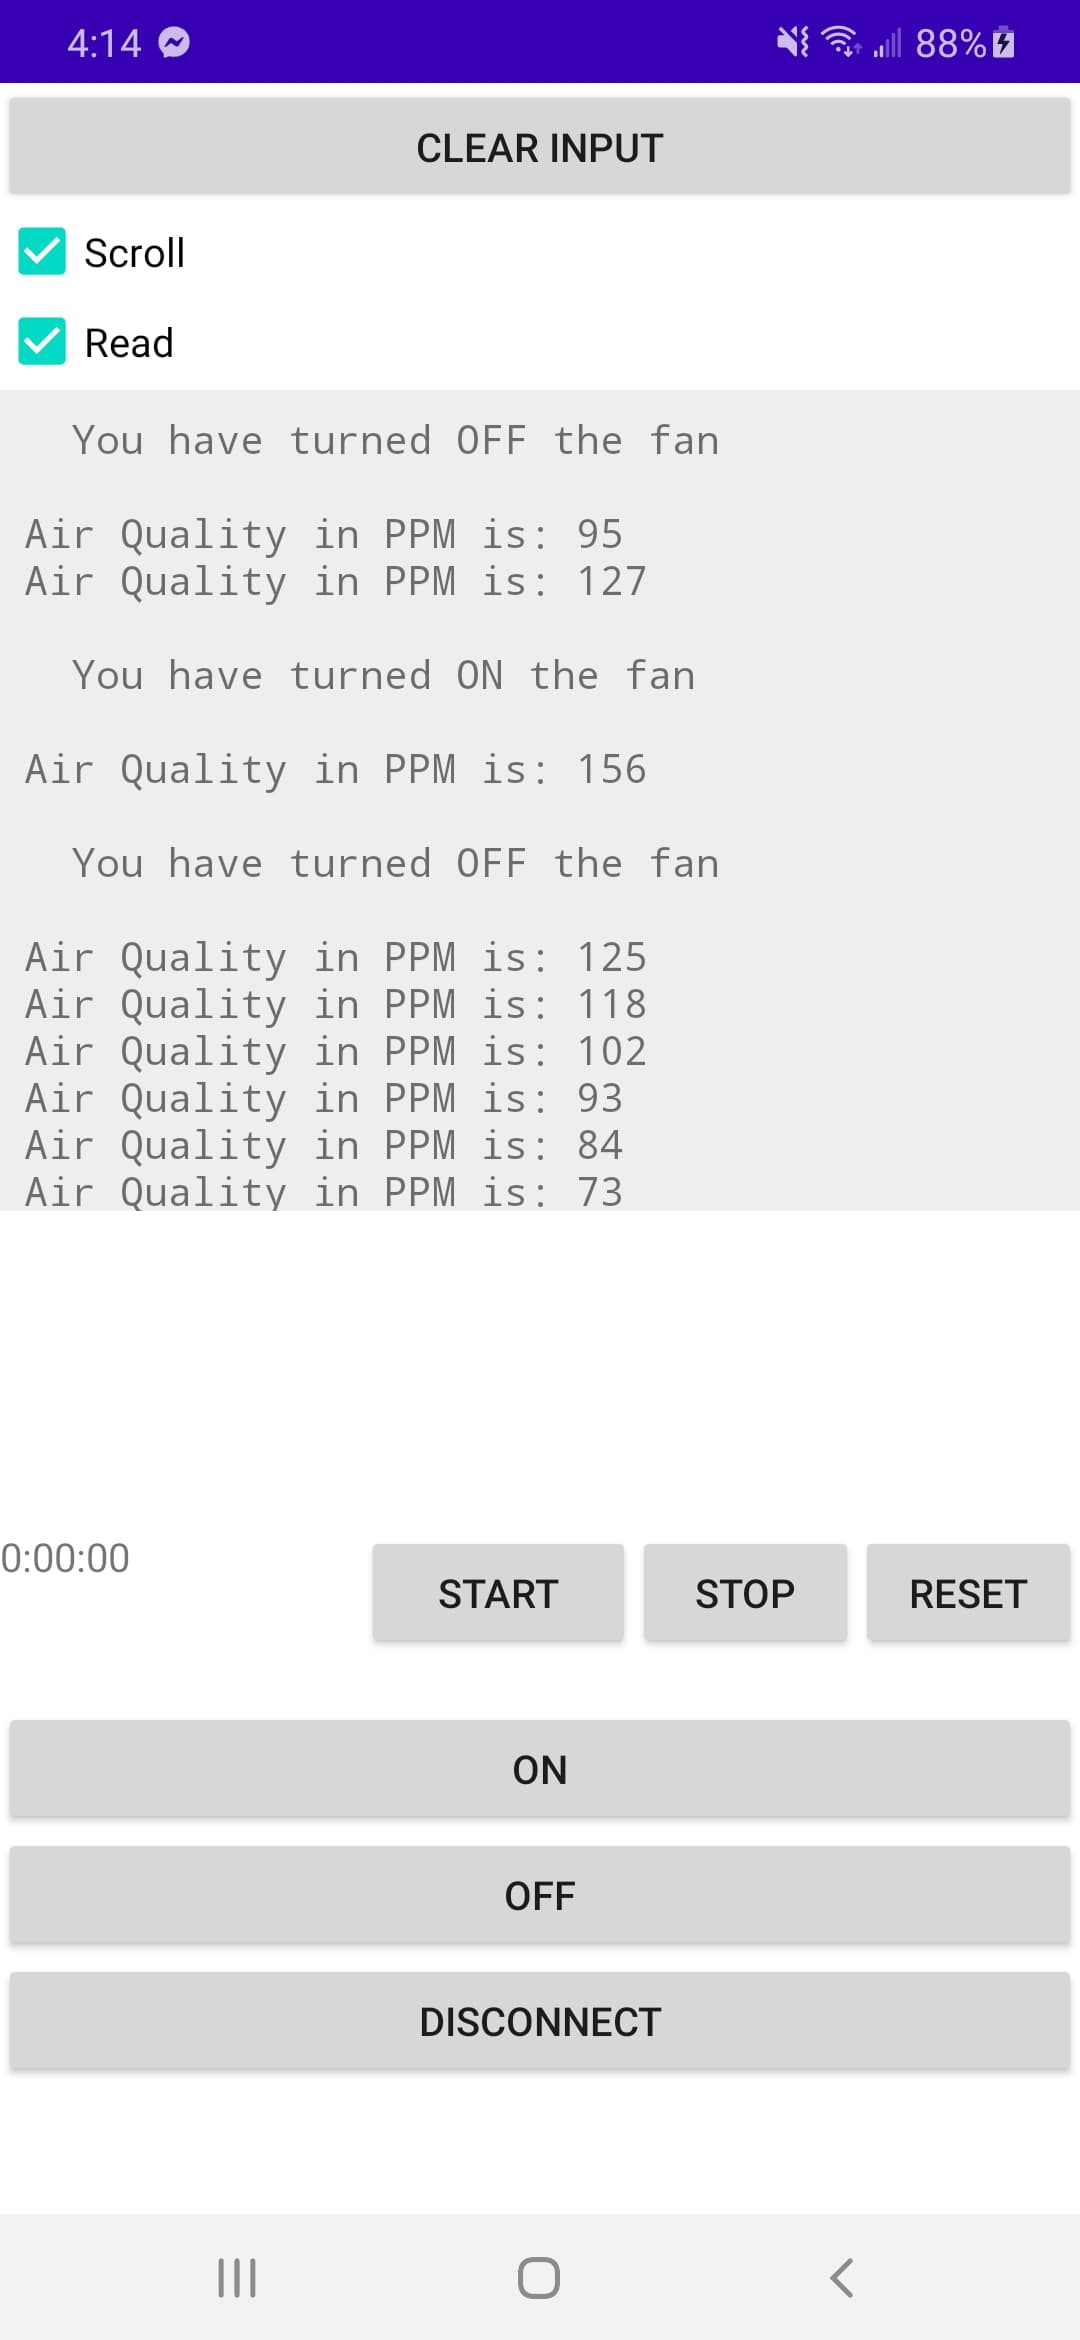 4:14 88%
CLEAR INPUT
Scroll
Read
You have turned OFF the fan
Air Quality in PPM is: 95
Air Quality in PPM is: 127
You have turned ON the fan
Air Quality in PPM is: 156
You have turned OFF the fan
Air Quality in PPM is: 125
Air Quality in PPM is: 118
Air Quality in PPM is: 102
Air Quality in PPM is: 93
Air Quality in PPM is: 84
Air Quality in PPM is: 73
0:00:00 START STOP RESET
ON
OFF
DISCONNECT